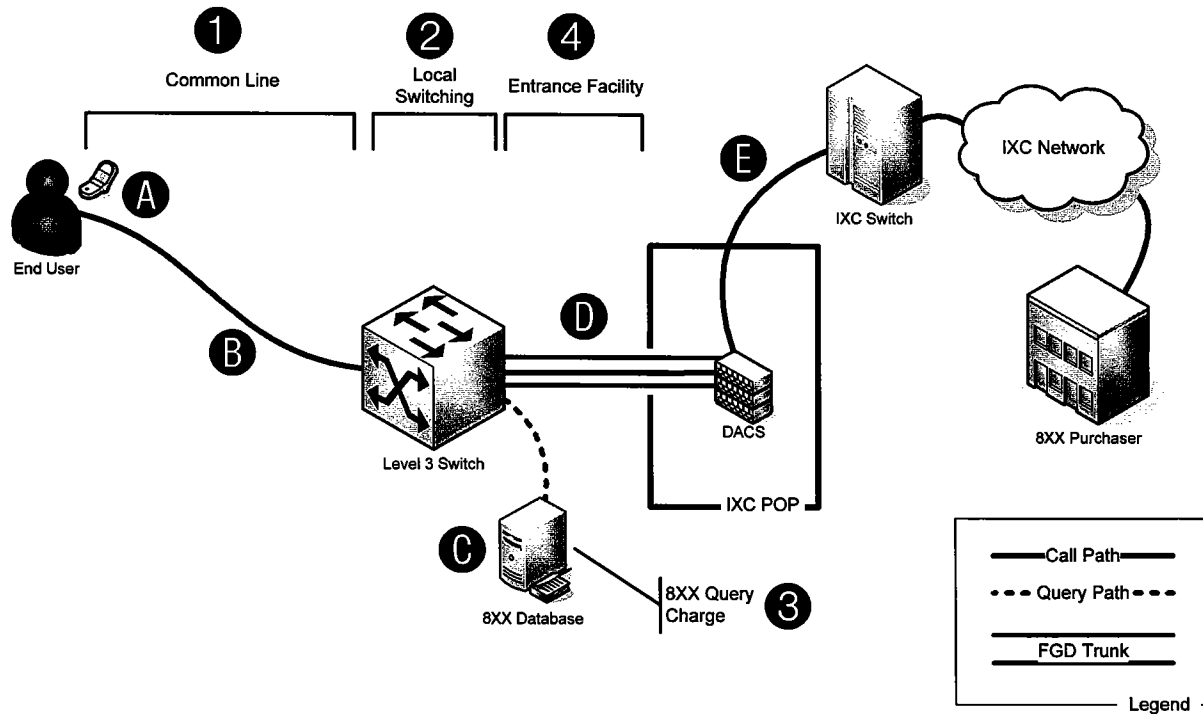 1
2
4
Common Line
Local
Switching
Entrance Facility
E
IXC Network
A
IXC Switch
End User
D
B
DACS
8XX Purchaser
Level 3 Switch
IXC POP
C
8XX Query
Charge
3
8XX Database
Call Path
Query Path
FGD Trunk
Legend